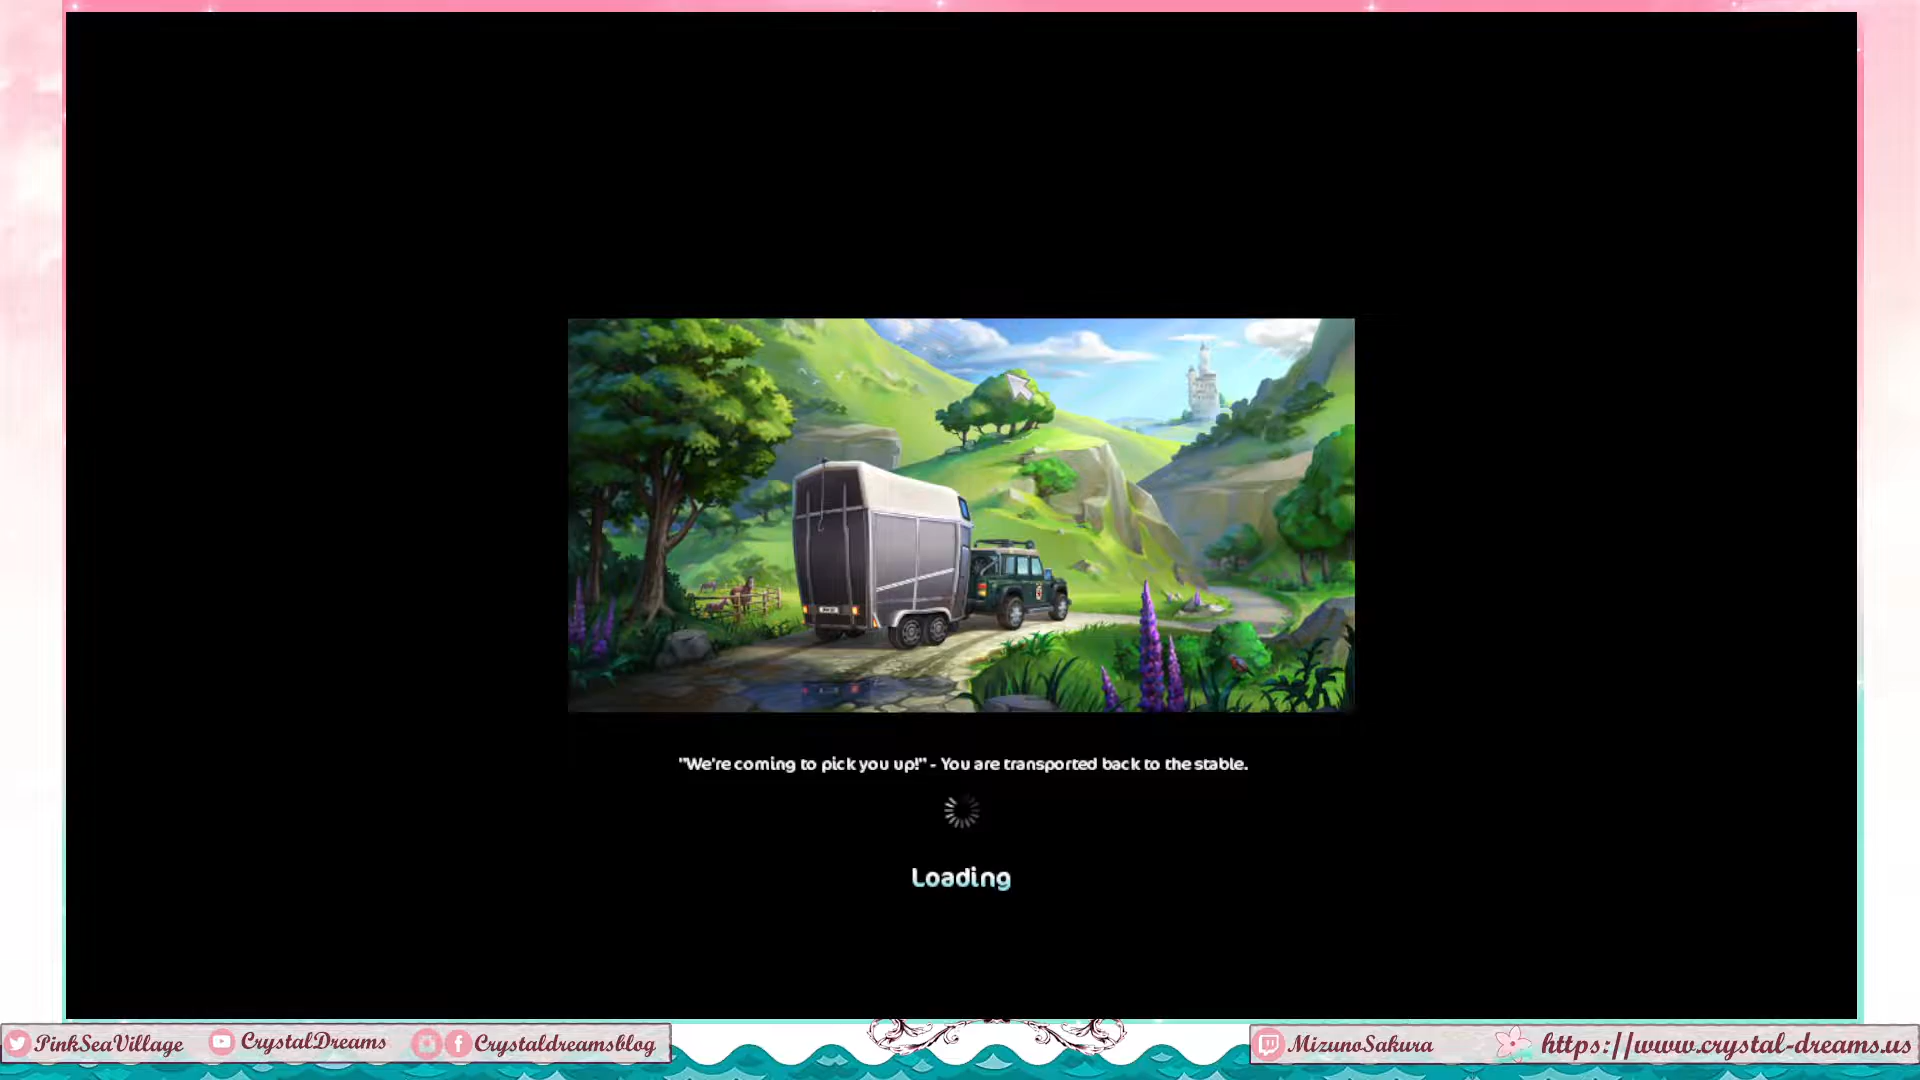 "We're coming to pick you up!" - You are transported back to the stable.
Loading
PinkSeaVillage
CrystalDreams
Crystaldreamsblog
MizunoSakura
https://www.crystal-dreams.us